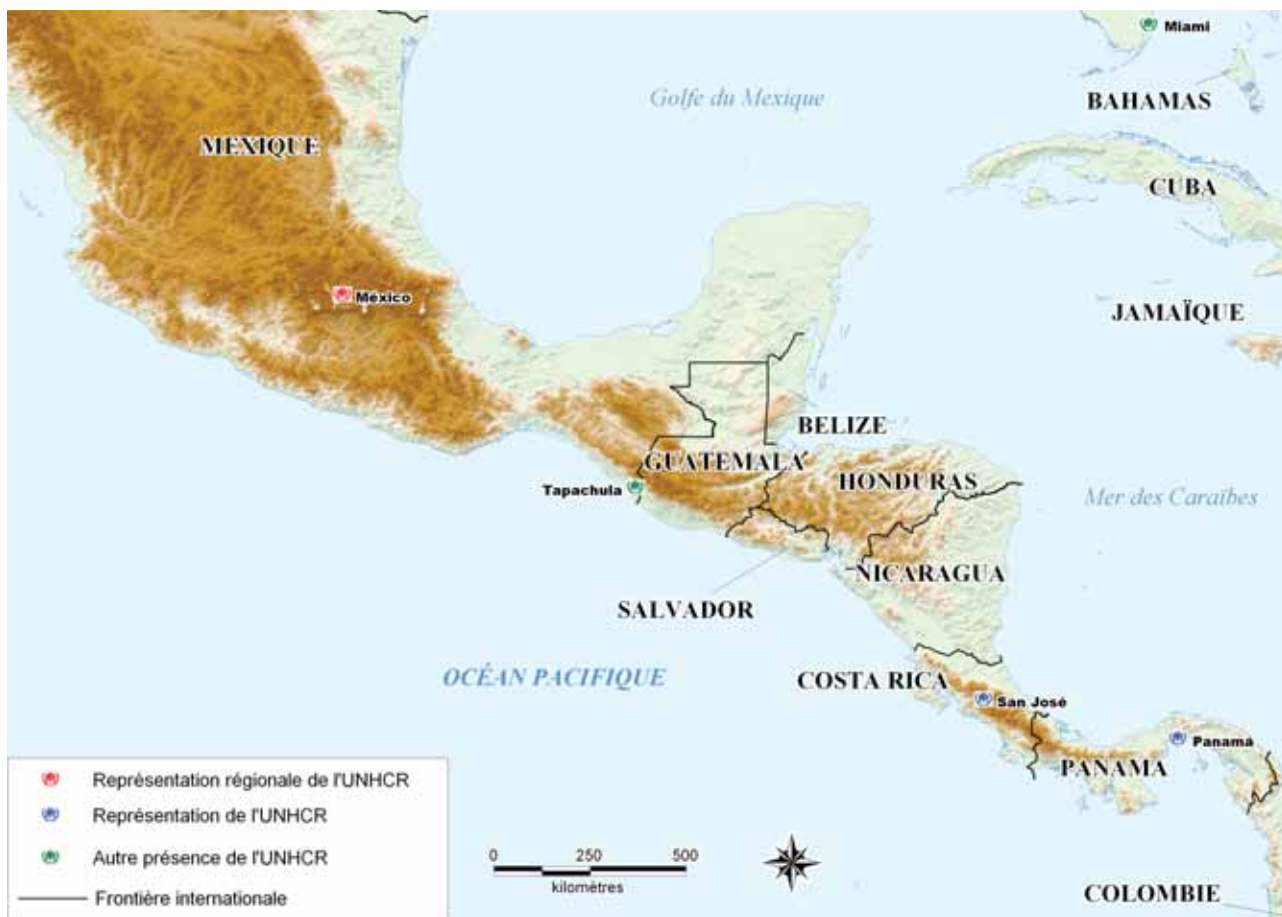 Miami
BAHAMAS
Golfe du Mexique
MEXIQUE
CUBA
México
JAMAÏQUE
BELIZE
GUATEMALA
HONDURAS
Tapachula
Mer des Caraïbes
NICARAGUA
SALVADOR
OCÉAN PACIFIQUE
COSTA RICA
San José
Panamá
PANAMA
Représentation régionale de l'UNHCR
Représentation de l'UNHCR
Autre présence de l'UNHCR
Frontière internationale
0 250 500
kilomètres
COLOMBIE